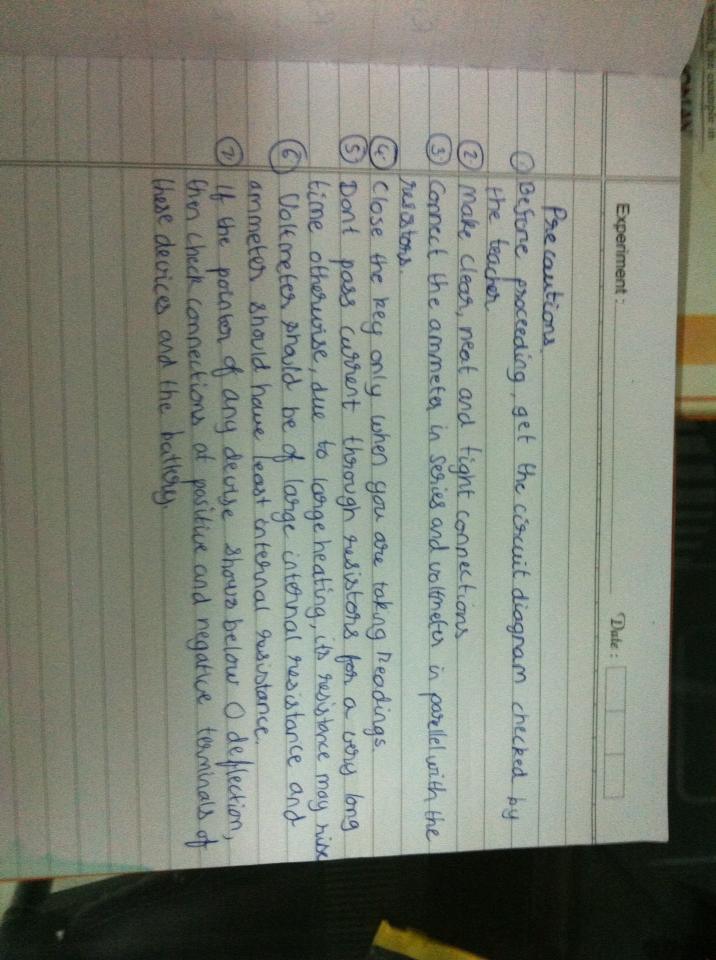 Experiment :
Date :
Precautions.
① Before proceeding, get the circuit diagram checked by
the teacher
② Make clear, neat and tight connections
③ Connect the ammeter in series and voltmeter in parellel with the
resistors.
④ Close the key only when you are taking readings.
⑤ Dont pass current through resistors for a very long
time otherwise, due to large heating, its resistance may rise
⑥ Voltmeter should be of large internal resistance and
ammeter should have least internal resistance.
⑦ If the pointer of any devise shows below 0 deflection,
then check connections at positive and negative terminals of
these devices and the battery